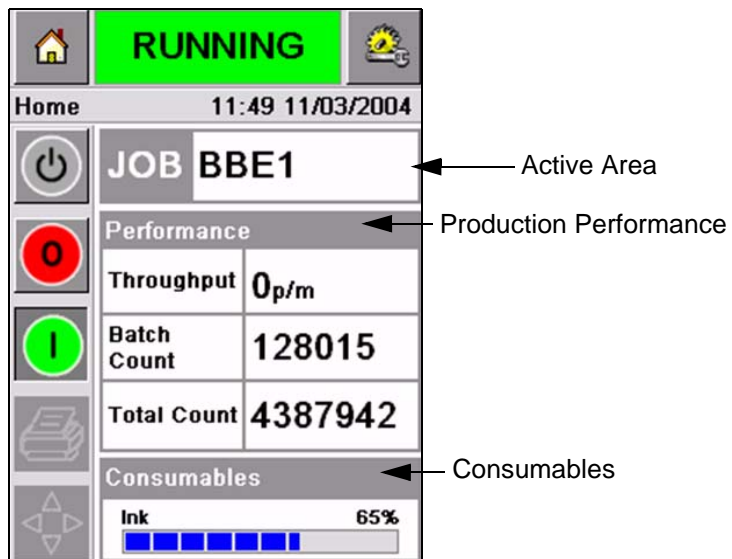 RUNNING
Home 11:49 11/03/2004
JOB BBE1
Active Area
Performance
Production Performance
O
Throughput 0p/m
I
Batch
Count 128015
Total Count 4387942
Consumables
Consumables
Ink 65%